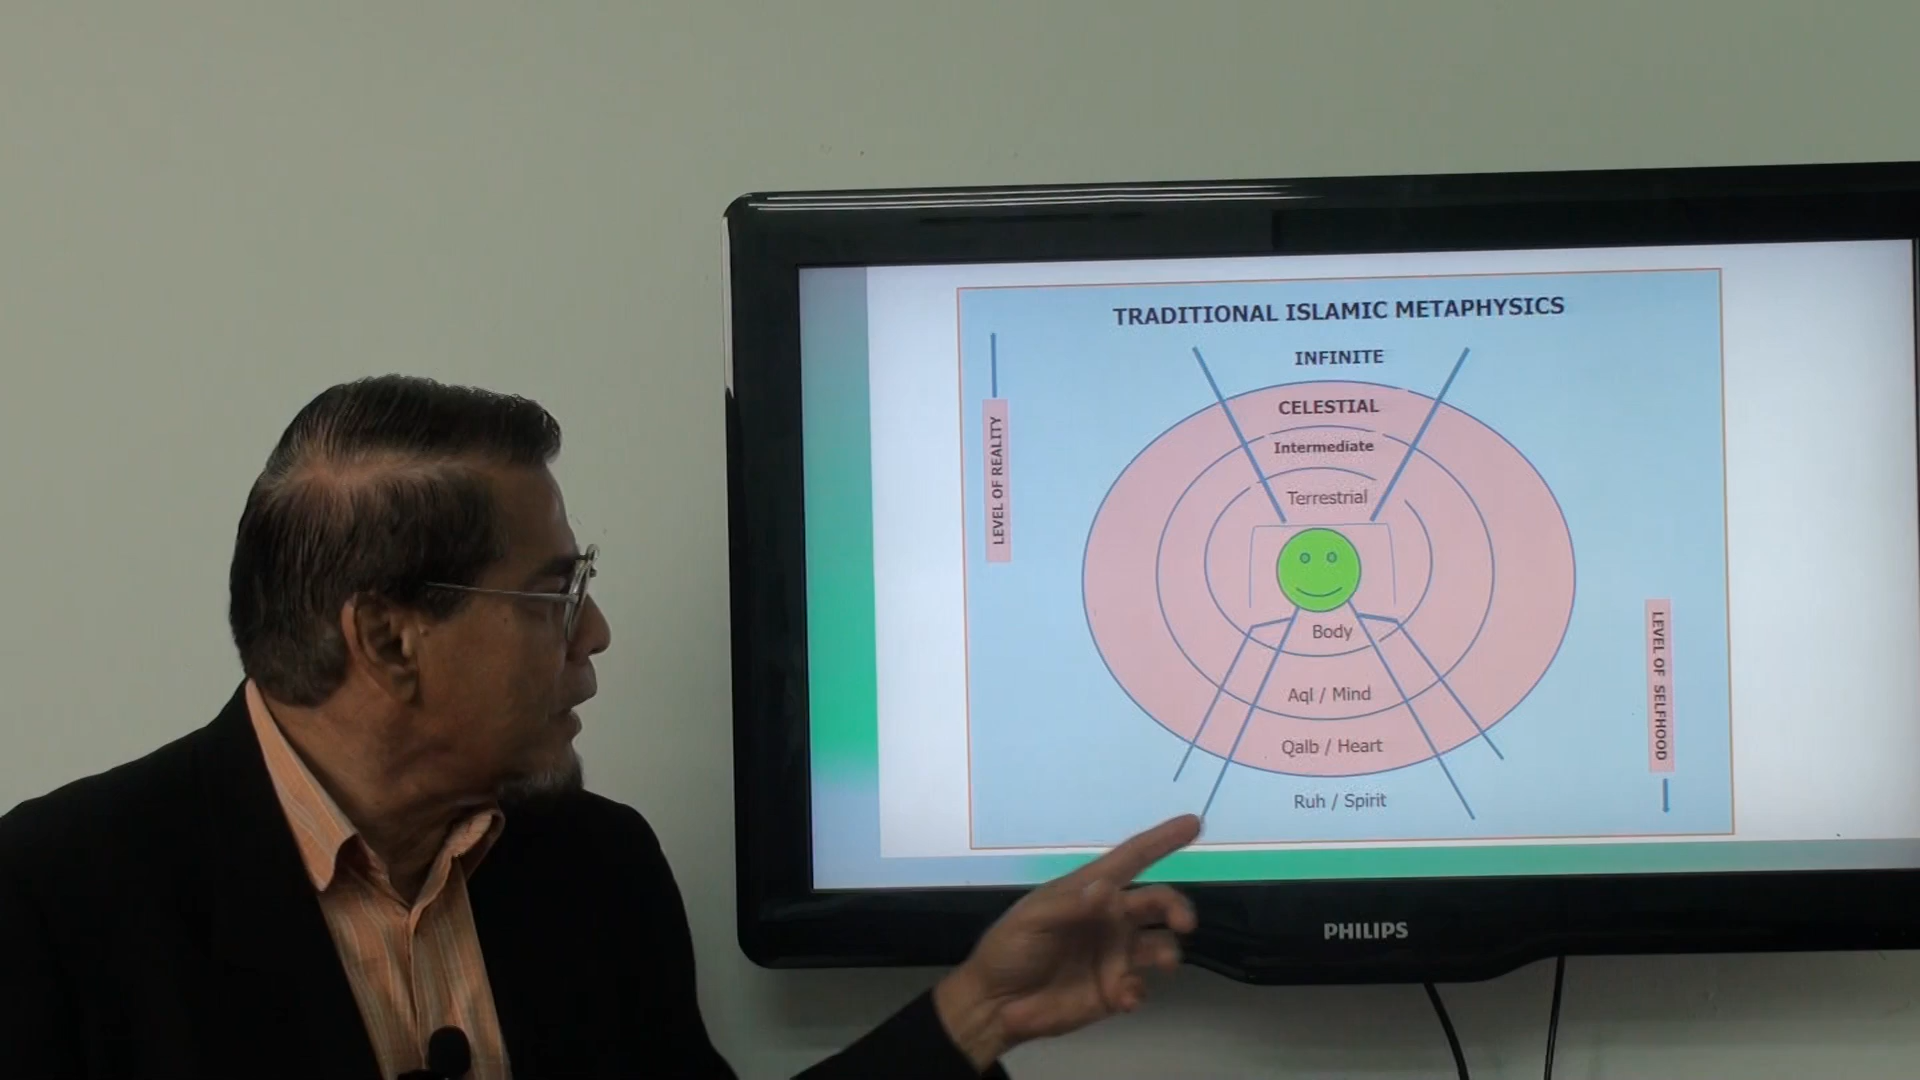 TRADITIONAL ISLAMIC METAPHYSICS
INFINITE
CELESTIAL
Intermediate
Terrestrial
LEVEL OF REALITY
Body
Aql / Mind
Qalb / Heart
Ruh / Spirit
LEVEL OF SELFHOOD
PHILIPS